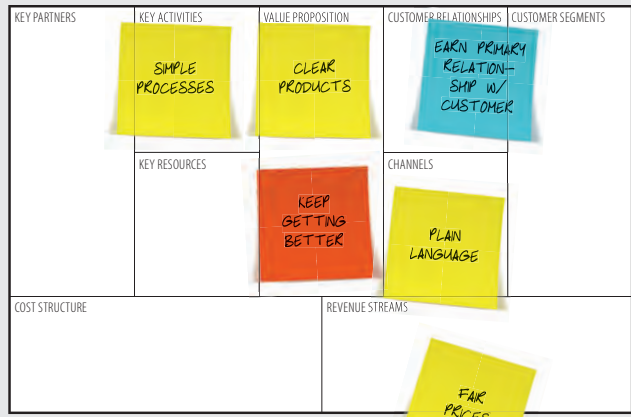 KEY PARTNERS
KEY ACTIVITIES
VALUE PROPOSITION
CUSTOMER RELATIONSHIPS
CUSTOMER SEGMENTS
SIMPLE
PROCESSES
CLEAR
PRODUCTS
EARN PRIMARY
RELATION-
SHIP W/
CUSTOMER
KEY RESOURCES
CHANNELS
KEEP
GETTING
BETTER
PLAIN
LANGUAGE
COST STRUCTURE
REVENUE STREAMS
FAIR
PRICES